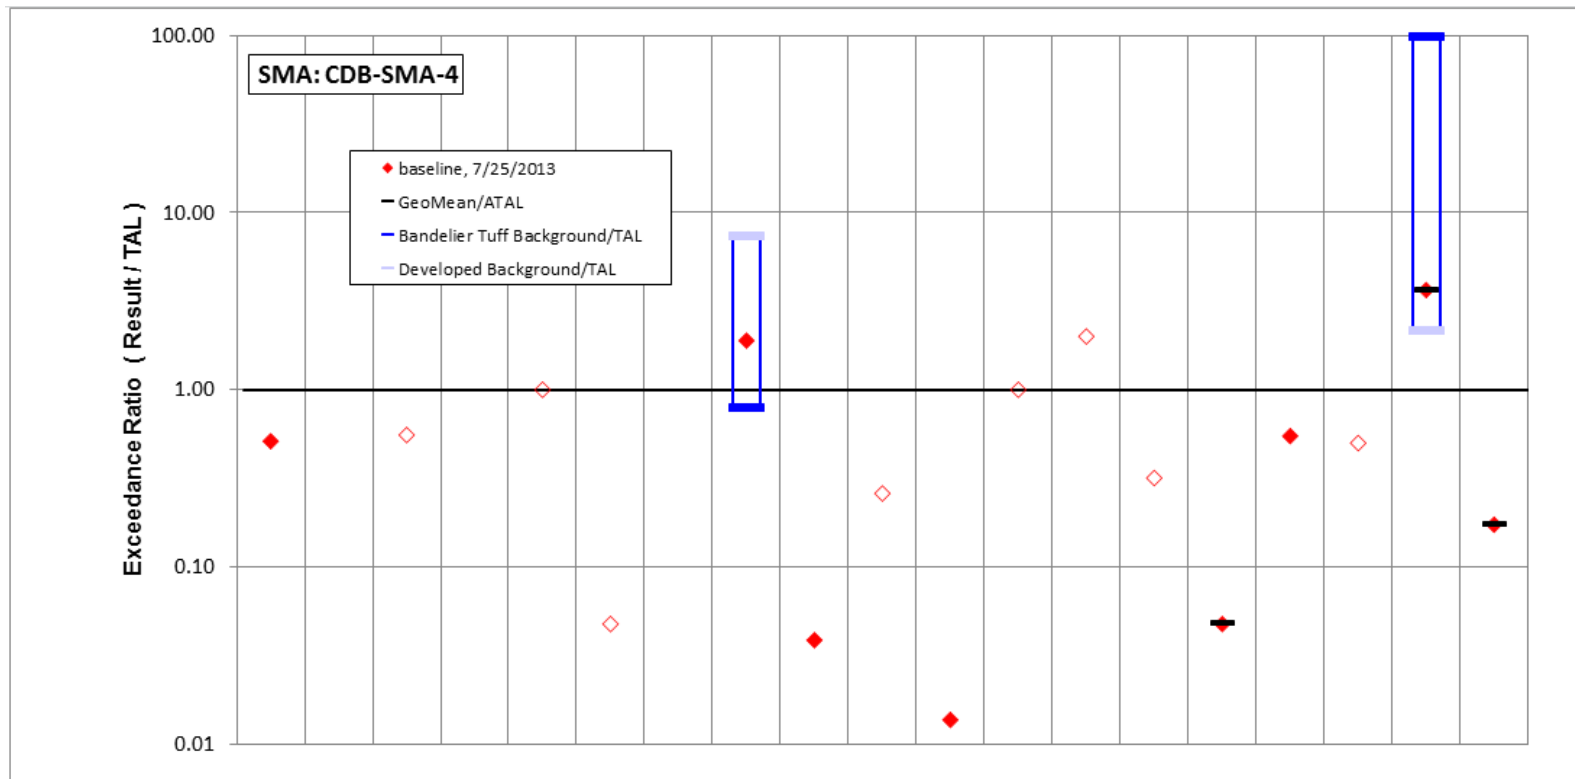 100.00
SMA: CDB-SMA-4
baseline, 7/25/2013
GeoMean/ATAL
Bandelier Tuff Background/TAL
Developed Background/TAL
10.00
1.00
0.10
0.01
Exceedance Ratio ( Result / TAL )